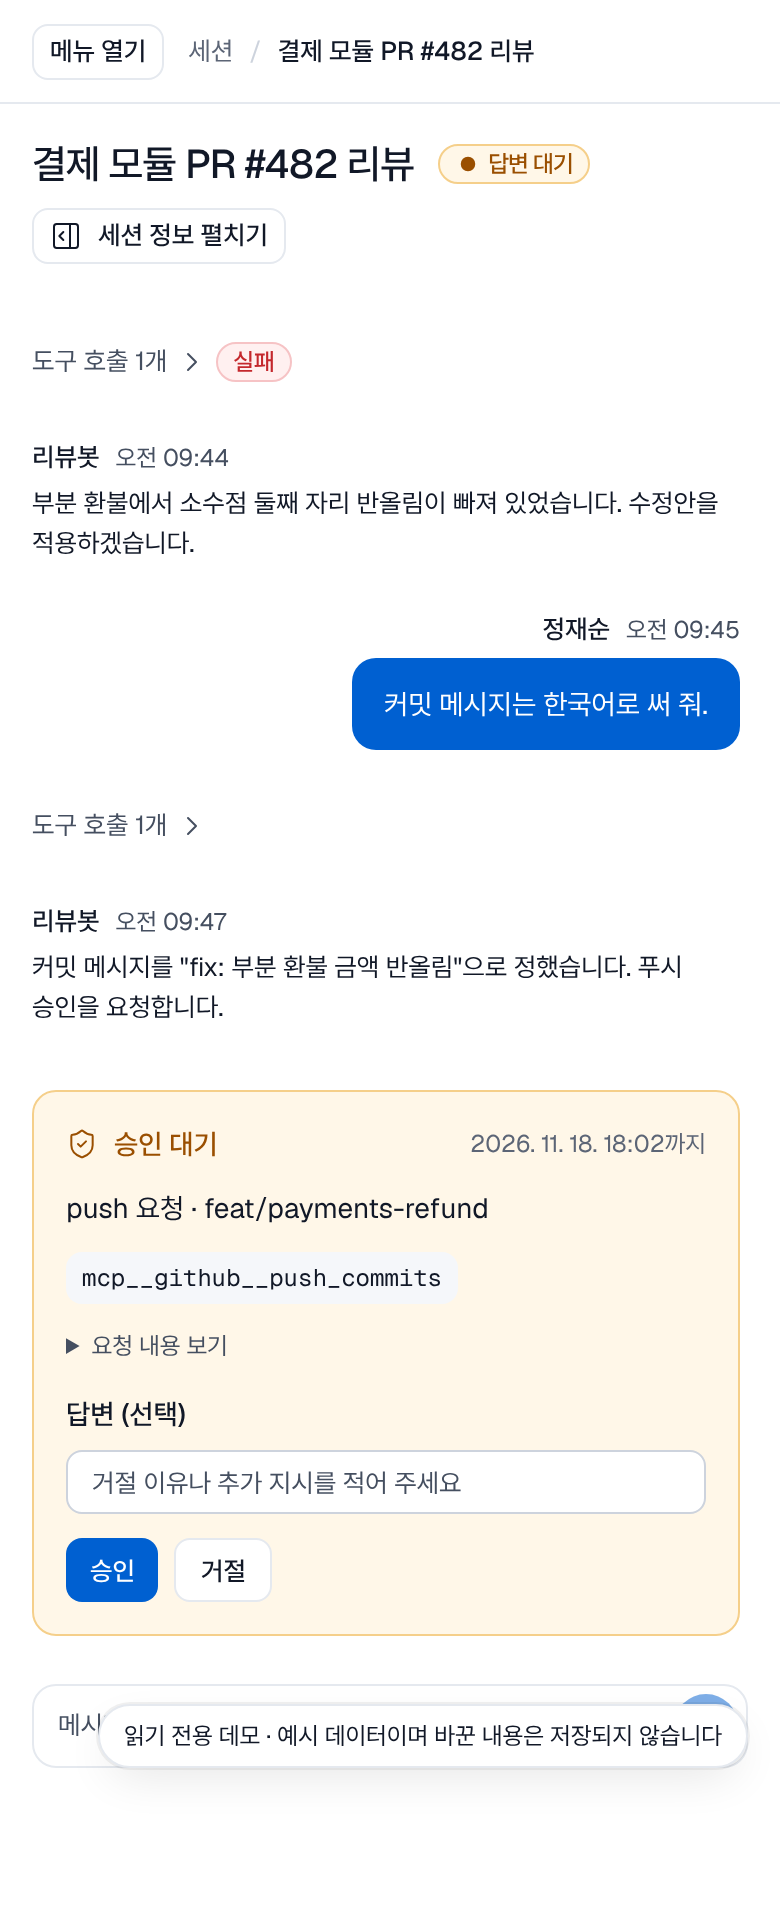 메뉴 열기 세션 / 결제 모듈 PR #482 리뷰
결제 모듈 PR #482 리뷰 답변 대기
세션 정보 펼치기
도구 호출 1개 실패
리뷰봇 오전 09:44
부분 환불에서 소수점 둘째 자리 반올림이 빠져 있었습니다. 수정안을
적용하겠습니다.
정재순 오전 09:45
커밋 메시지는 한국어로 써 줘.
도구 호출 1개
리뷰봇 오전 09:47
커밋 메시지를 "fix: 부분 환불 금액 반올림"으로 정했습니다. 푸시
승인을 요청합니다.
승인 대기 2026. 11. 18. 18:02까지
push 요청 · feat/payments-refund
mcp__github__push_commits
요청 내용 보기
답변 (선택)
거절 이유나 추가 지시를 적어 주세요
승인 거절
메시
읽기 전용 데모 · 예시 데이터이며 바꾼 내용은 저장되지 않습니다